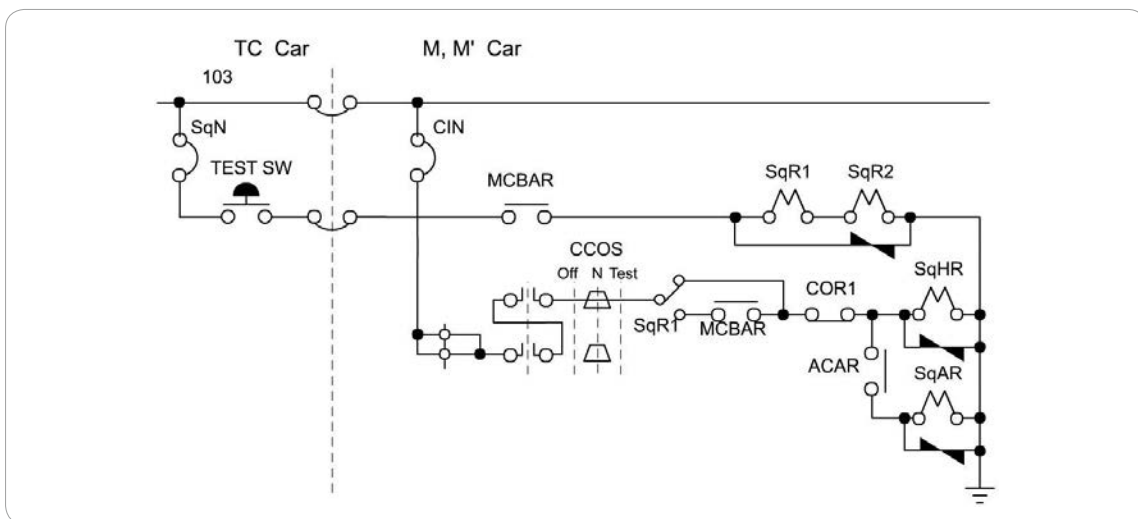 TC Car M, M' Car
103
SqN CIN
TEST SW
MCBAR SqR1 SqR2
CCOS
Off N Test
SqHR
COR1
SqR1 MCBAR
ACAR
SqAR